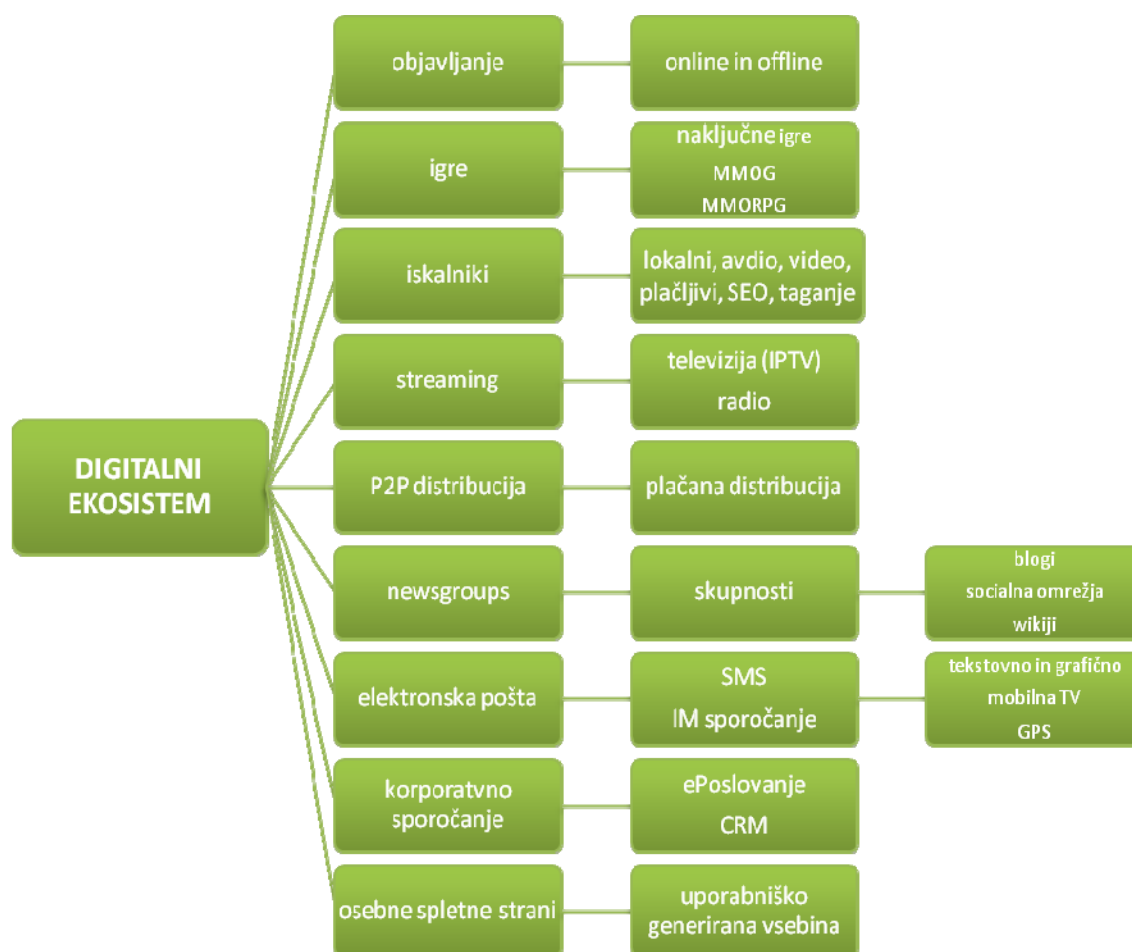 objavljanje
online in offline
igre
naključne igre
MMOG
MMORPG
iskalniki
lokalni, avdio, video,
plačljivi, SEO, taganje
streaming
televizija (IPTV)
radio
DIGITALNI
EKOSISTEM
P2P distribucija
plačana distribucija
newsgroups
skupnosti
blogi
socialna omrežja
wikiji
elektronska pošta
SMS
IM sporočanje
tekstovno in grafično
mobilna TV
GPS
korporatvno
sporočanje
ePoslovanje
CRM
osebne spletne strani
uporabniško
generirana vsebina